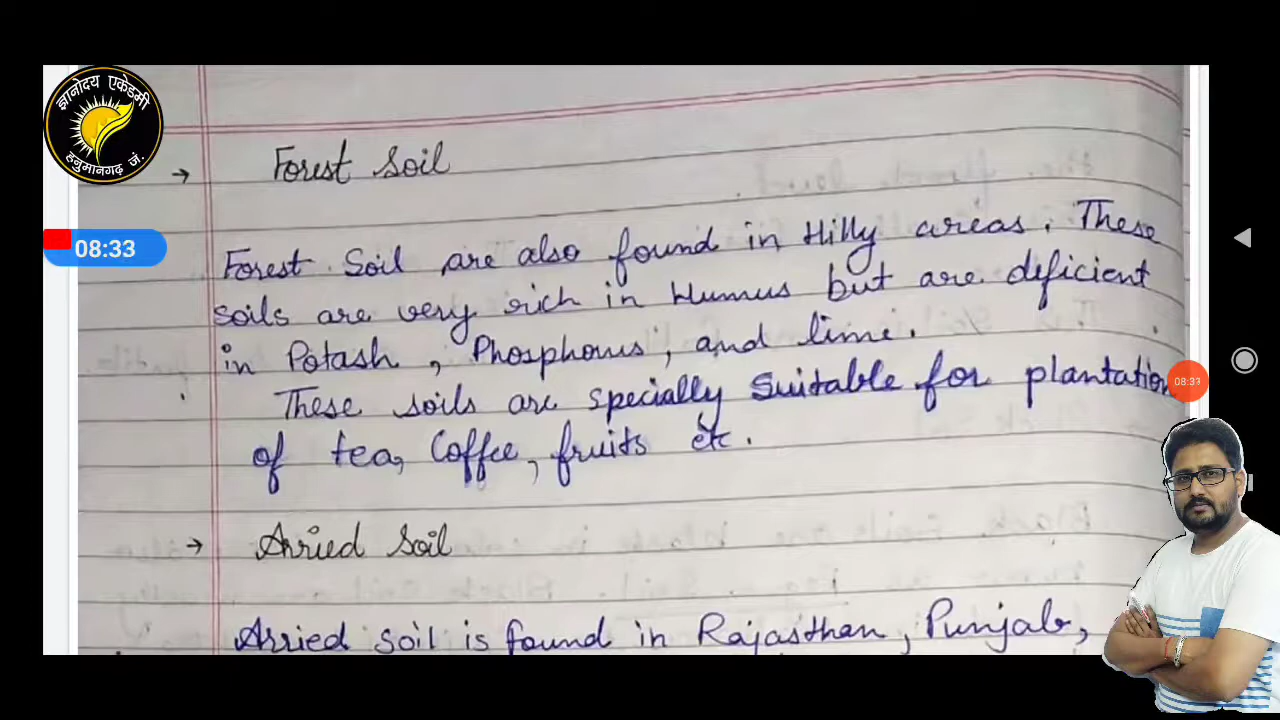 ज्ञानोदय एकेडमी
हनुमानगढ़ जं.
→ Forest Soil
08:33
Forest Soil are also found in Hilly areas. These
soils are very rich in Humus but are deficient
in Potash, Phosphorus, and lime.
08:33
These soils are specially suitable for plantation
of tea, Coffee, fruits etc.
→ Arried Soil
Arried soil is found in Rajasthan, Punjab,